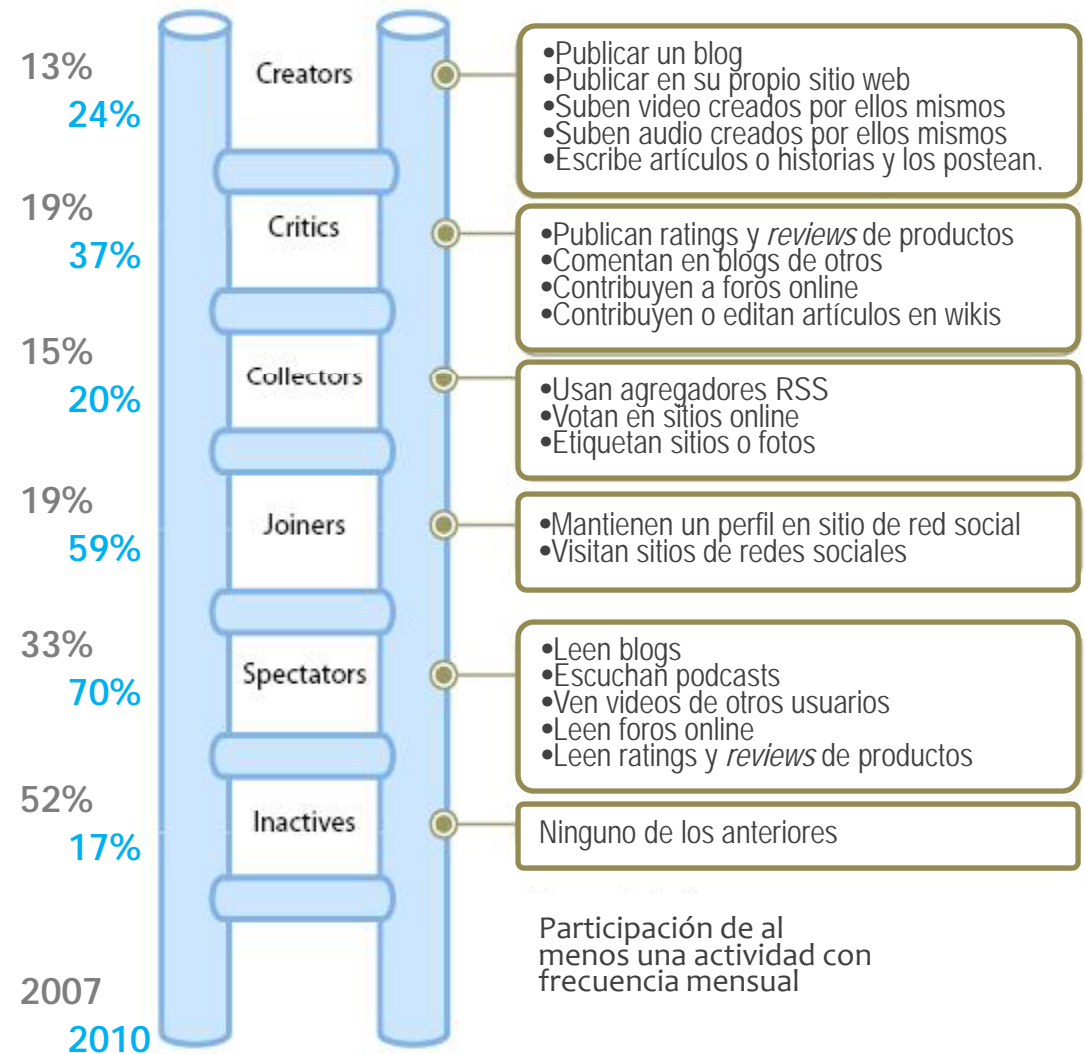 13%
24%
Creators
•Publicar un blog
•Publicar en su propio sitio web
•Suben video creados por ellos mismos
•Suben audio creados por ellos mismos
•Escribe artículos o historias y los postean.
19%
37%
Critics
•Publican ratings y reviews de productos
•Comentan en blogs de otros
•Contribuyen a foros online
•Contribuyen o editan artículos en wikis
15%
20%
Collectors
•Usan agregadores RSS
•Votan en sitios online
•Etiquetan sitios o fotos
19%
59%
Joiners
•Mantienen un perfil en sitio de red social
•Visitan sitios de redes sociales
33%
70%
Spectators
•Leen blogs
•Escuchan podcasts
•Ven videos de otros usuarios
•Leen foros online
•Leen ratings y reviews de productos
52%
17%
Inactives
Ninguno de los anteriores
Participación de al
menos una actividad con
frecuencia mensual
2007
2010